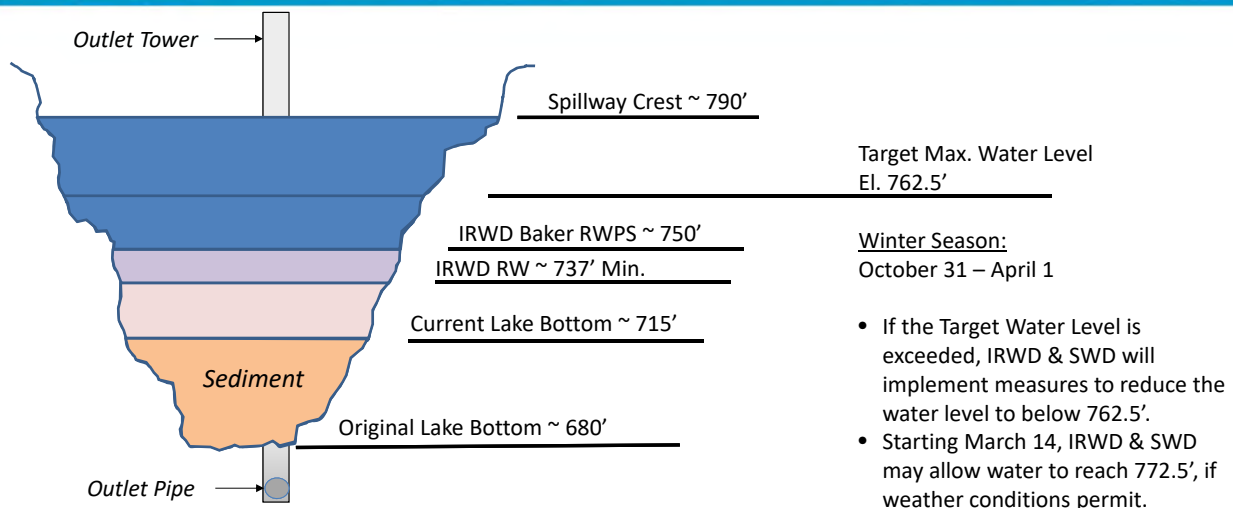 Outlet Tower
Spillway Crest ~ 790’
Target Max. Water Level
El. 762.5’
IRWD Baker RWPS ~ 750’
Winter Season:
IRWD RW ~ 737’ Min.
October 31 – April 1
Current Lake Bottom ~ 715’
• If the Target Water Level is
exceeded, IRWD & SWD will
implement measures to reduce the
water level to below 762.5’.
• Starting March 14, IRWD & SWD
may allow water to reach 772.5’, if
weather conditions permit.
Sediment
Original Lake Bottom ~ 680’
Outlet Pipe